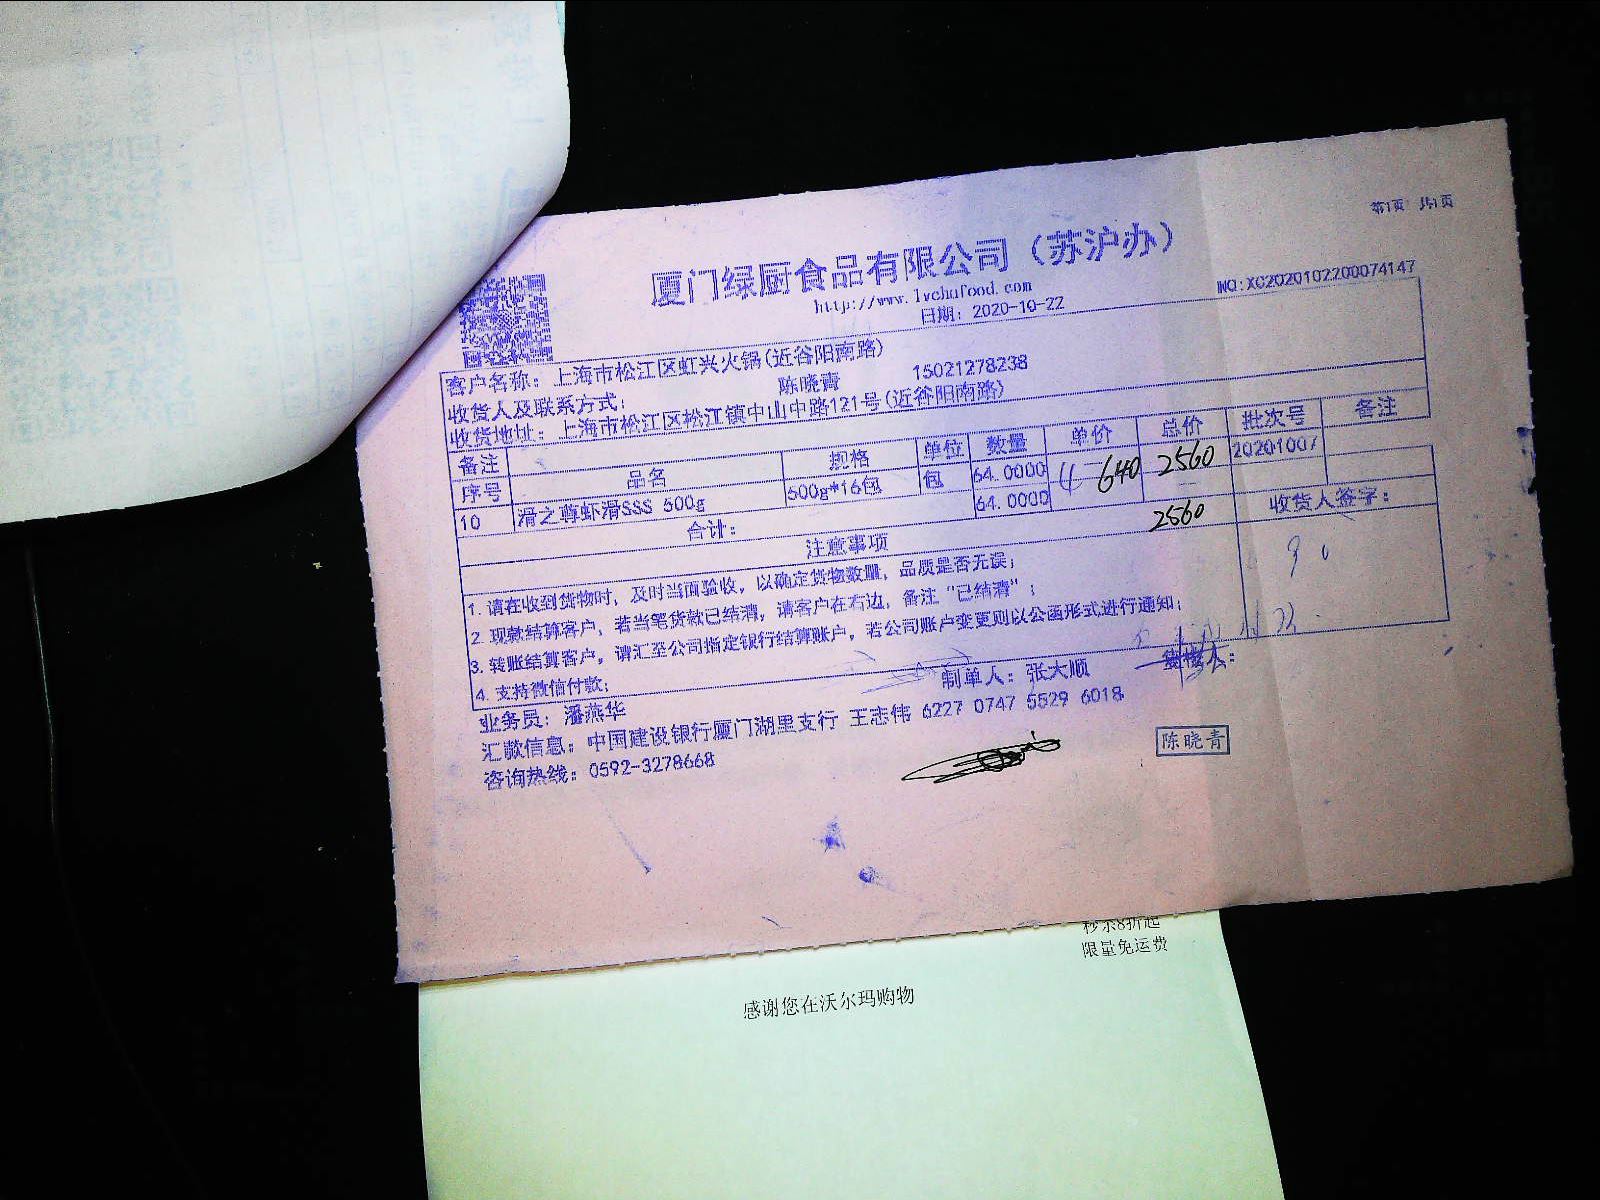 第1页 共1页
厦门绿厨食品有限公司（苏沪办）
http://www.lvchufood.com
日期：2020-10-22
NO:XC2020102200074147
客户名称：上海市松江区虹兴火锅(近谷阳南路)
收货人及联系方式： 陈晓青 15021278238
收货地址：上海市松江区松江镇中山中路121号(近谷阳南路)
备注
序号 品名 规格 单位 数量 单价 总价 批次号 备注
10 滑之尊虾滑SSS 500g 500g*16包 包 64.0000 640 2560 20201007
合计： 64.0000 2560
注意事项 收货人签字：
1. 请在收到货物时，及时当面验收，以确定货物数量，品质是否无误；
2. 现款结算客户，若当笔货款已结清，请客户在右边，备注“已结清”；
3. 转账结算客户，请汇至公司指定银行结算账户，若公司账户变更则以公函形式进行通知；
4. 支持微信付款；
业务员：潘燕华 制单人：张大顺
汇款信息：中国建设银行厦门湖里支行 王志伟 6227 0747 5529 6018
咨询热线：0592-3278668
陈晓青
秒杀8折起
限量免运费
感谢您在沃尔玛购物